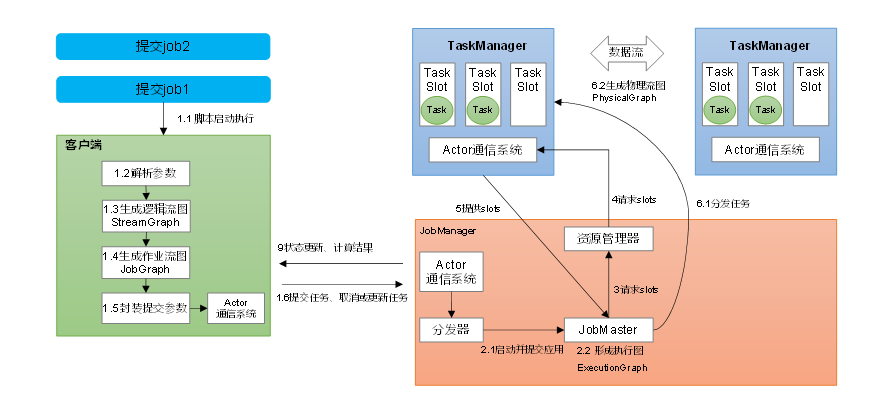 提交job2
提交job1
1.1 脚本启动执行
客户端
1.2解析参数
1.3生成逻辑流图
StreamGraph
1.4生成作业流图
JobGraph
1.5封装提交参数
Actor
通信系统
9状态更新、计算结果
1.6提交任务、取消或更新任务
TaskManager
Task
Slot
Task
Task
Slot
Task
Task
Slot
Actor通信系统
数据流
6.2生成物理流图
PhysicalGraph
TaskManager
Task
Slot
Task
Task
Slot
Task
Task
Slot
Actor通信系统
5提供slots
4请求slots
6.1分发任务
JobManager
Actor
通信系统
资源管理器
3请求slots
分发器
JobMaster
2.1启动并提交应用
2.2 形成执行图
ExecutionGraph